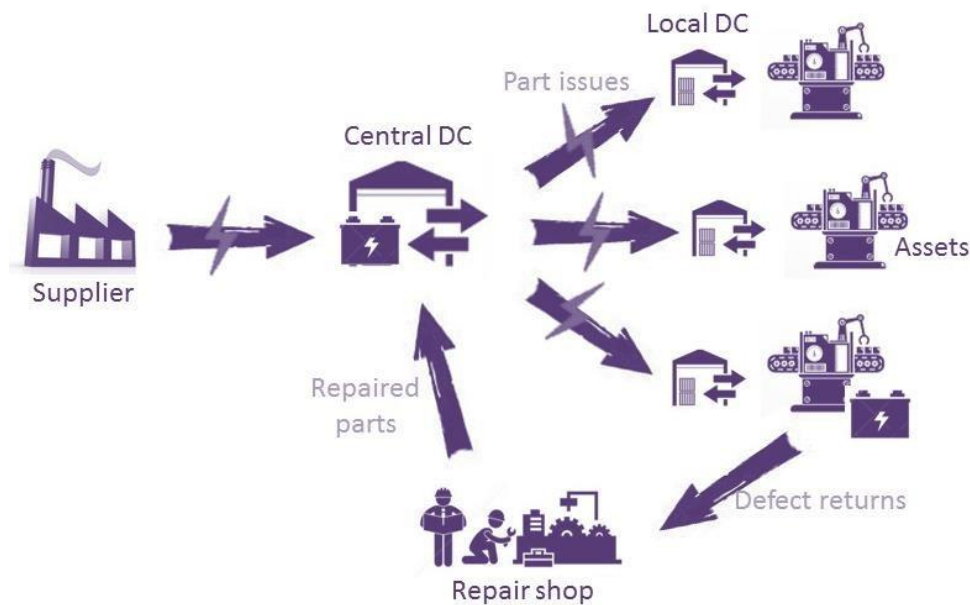 Local DC
Part issues
Central DC
Supplier
Assets
Repaired
parts
Defect returns
Repair shop